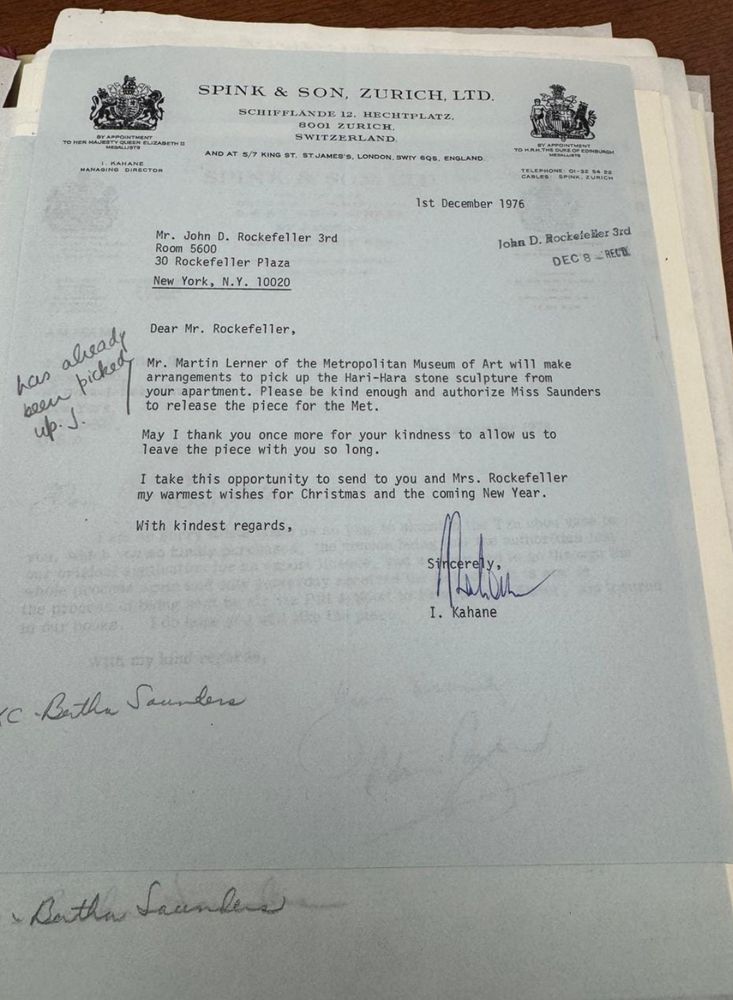 SPINK & SON, ZURICH, LTD.
SCHIFFLÄNDE 12, HECHTPLATZ,
8001 ZURICH,
SWITZERLAND
AND AT 5/7 KING ST. ST JAMES'S, LONDON, SW1Y 6QS, ENGLAND
BY APPOINTMENT
TO HER MAJESTY QUEEN ELIZABETH II
MEDALLISTS
I. KAHANE
MANAGING DIRECTOR
BY APPOINTMENT
TO H.R.H. THE DUKE OF EDINBURGH
MEDALLISTS
TELEPHONE: 01-32 54 22
CABLES: SPINK, ZURICH
1st December 1976
Mr. John D. Rockefeller 3rd
Room 5600
30 Rockefeller Plaza
New York, N.Y. 10020
John D. Rockefeller 3rd
DEC 8 - REC'D
Dear Mr. Rockefeller,
has already
been picked
up. J.
Mr. Martin Lerner of the Metropolitan Museum of Art will make
arrangements to pick up the Hari-Hara stone sculpture from
your apartment. Please be kind enough and authorize Miss Saunders
to release the piece for the Met.
May I thank you once more for your kindness to allow us to
leave the piece with you so long.
I take this opportunity to send to you and Mrs. Rockefeller
my warmest wishes for Christmas and the coming New Year.
With kindest regards,
Sincerely,
I. Kahane
With my kind regards,
C - Bertha Saunders
Bertha Saunders